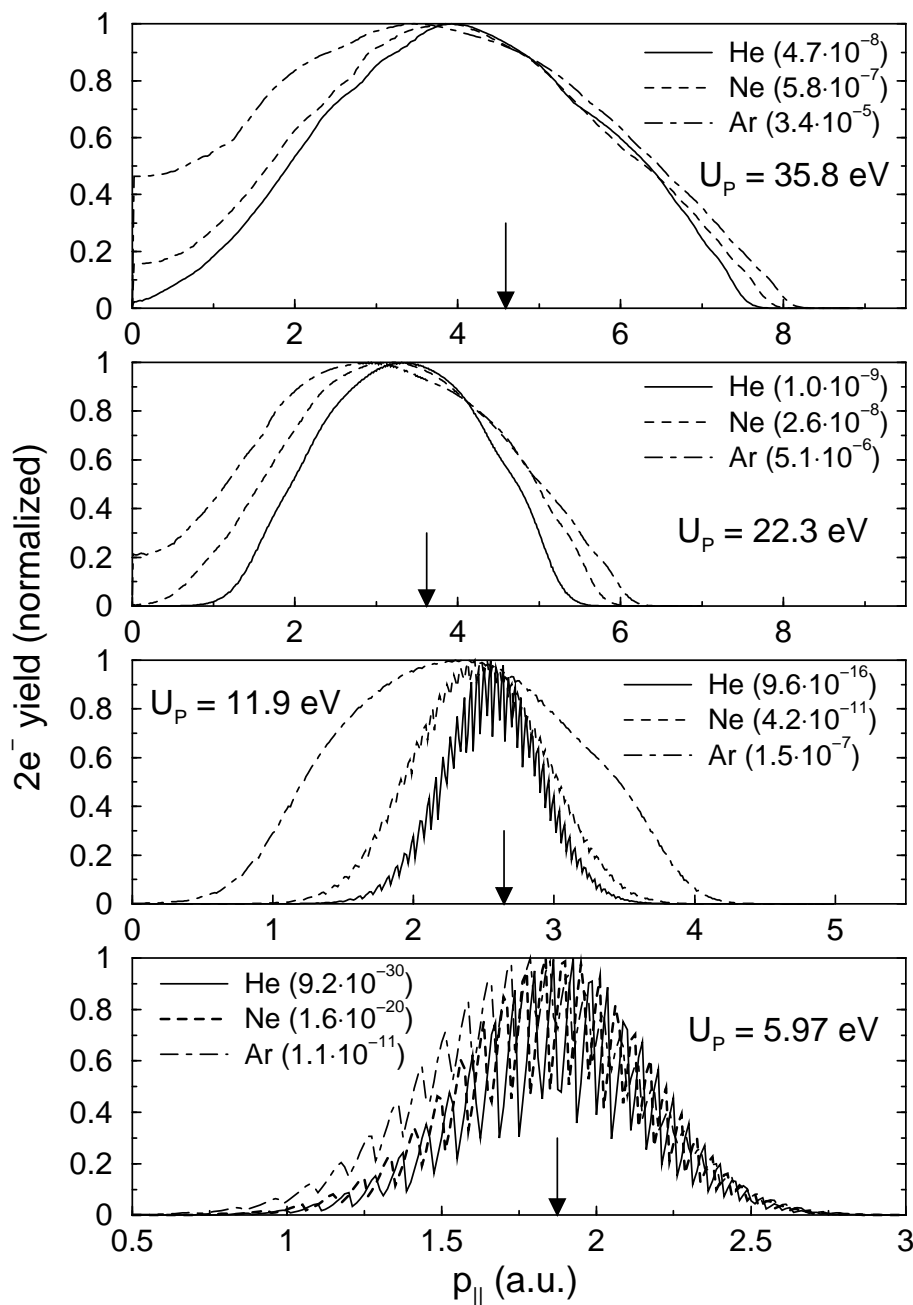 2e⁻ yield (normalized)
1
0.8
0.6
0.4
0.2
0
He (4.7·10⁻⁸)
Ne (5.8·10⁻⁷)
Ar (3.4·10⁻⁵)
U_P = 35.8 eV
0 2 4 6 8
1
0.8
0.6
0.4
0.2
0
He (1.0·10⁻⁹)
Ne (2.6·10⁻⁸)
Ar (5.1·10⁻⁶)
U_P = 22.3 eV
0 2 4 6 8
1
0.8
0.6
0.4
0.2
0
U_P = 11.9 eV
He (9.6·10⁻¹⁶)
Ne (4.2·10⁻¹¹)
Ar (1.5·10⁻⁷)
0 1 2 3 4 5
1
0.8
0.6
0.4
0.2
0
He (9.2·10⁻³⁰)
Ne (1.6·10⁻²⁰)
Ar (1.1·10⁻¹¹)
U_P = 5.97 eV
0.5 1 1.5 2 2.5 3
p_|| (a.u.)